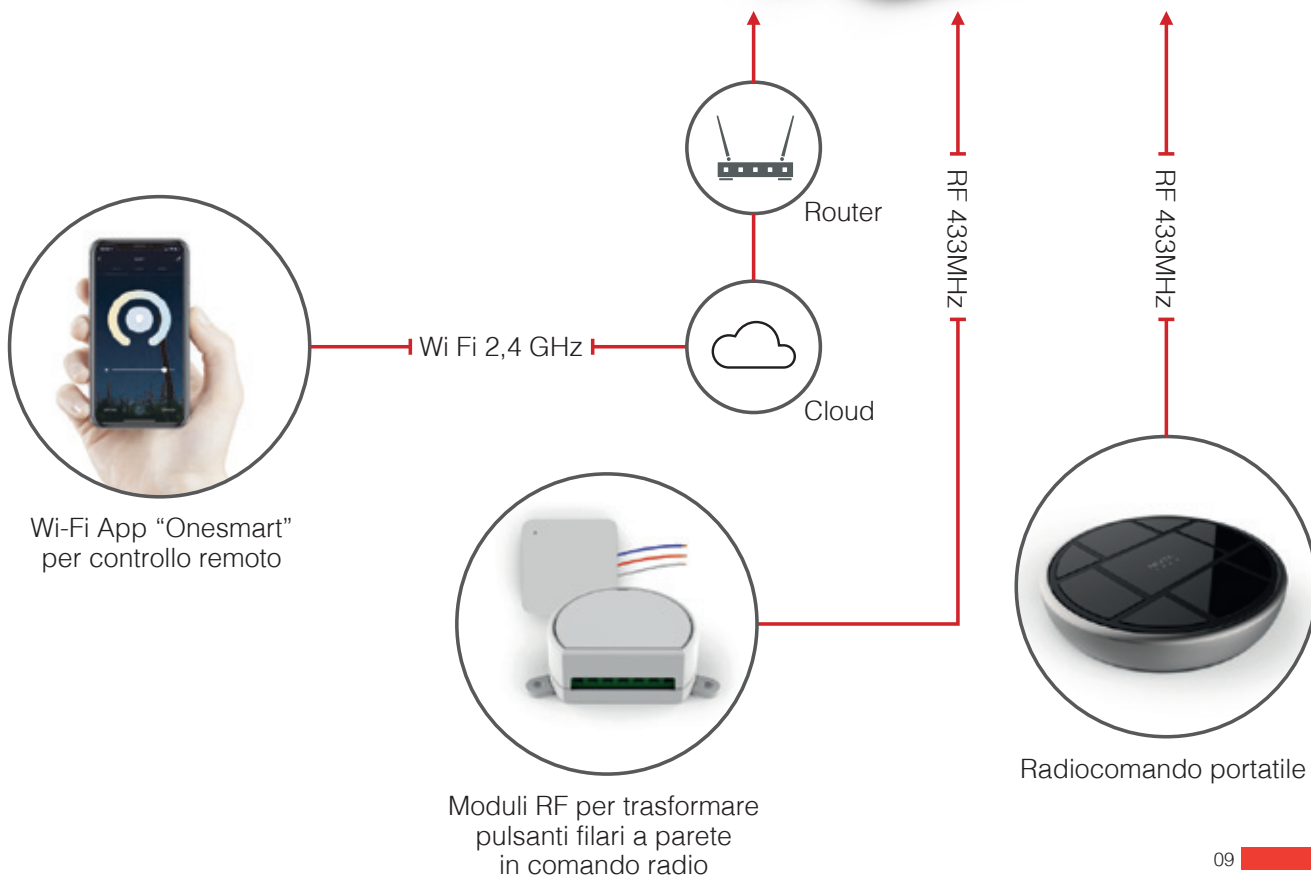 Router
RF 433MHz
RF 433MHz
Wi Fi 2,4 GHz
Cloud
Wi-Fi App “Onesmart”
per controllo remoto
Moduli RF per trasformare
pulsanti filari a parete
in comando radio
Radiocomando portatile
09